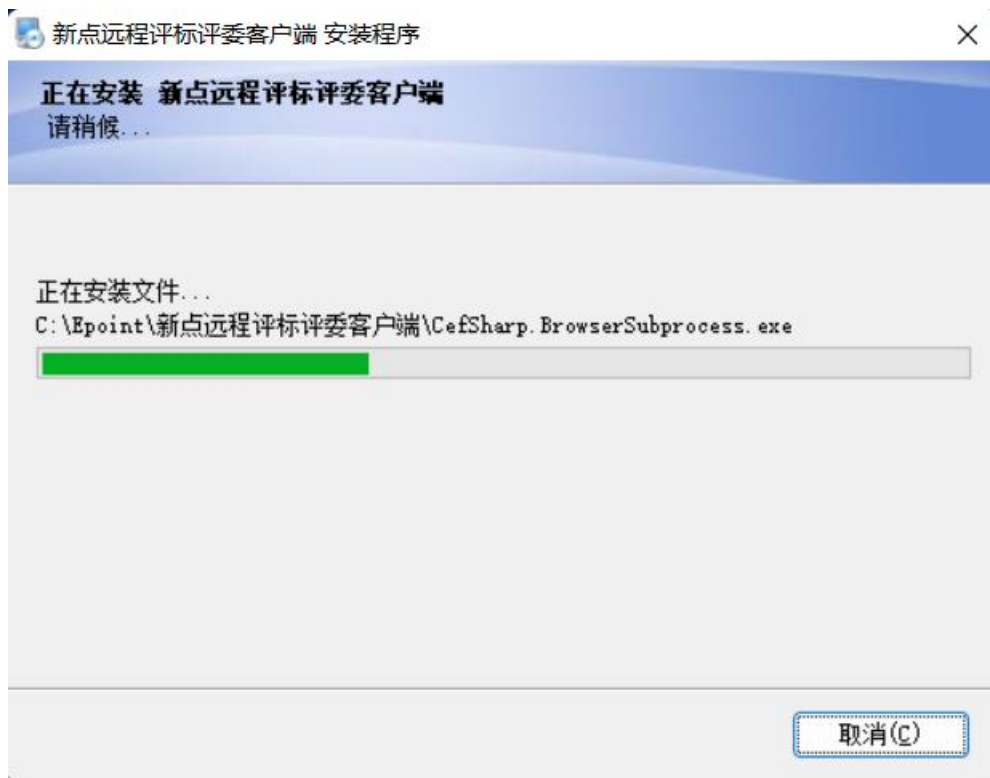 新点远程评标评委客户端 安装程序
正在安装 新点远程评标评委客户端
请稍候...
正在安装文件...
C:\Epoint\新点远程评标评委客户端\CefSharp.BrowserSubprocess.exe
取消(C)